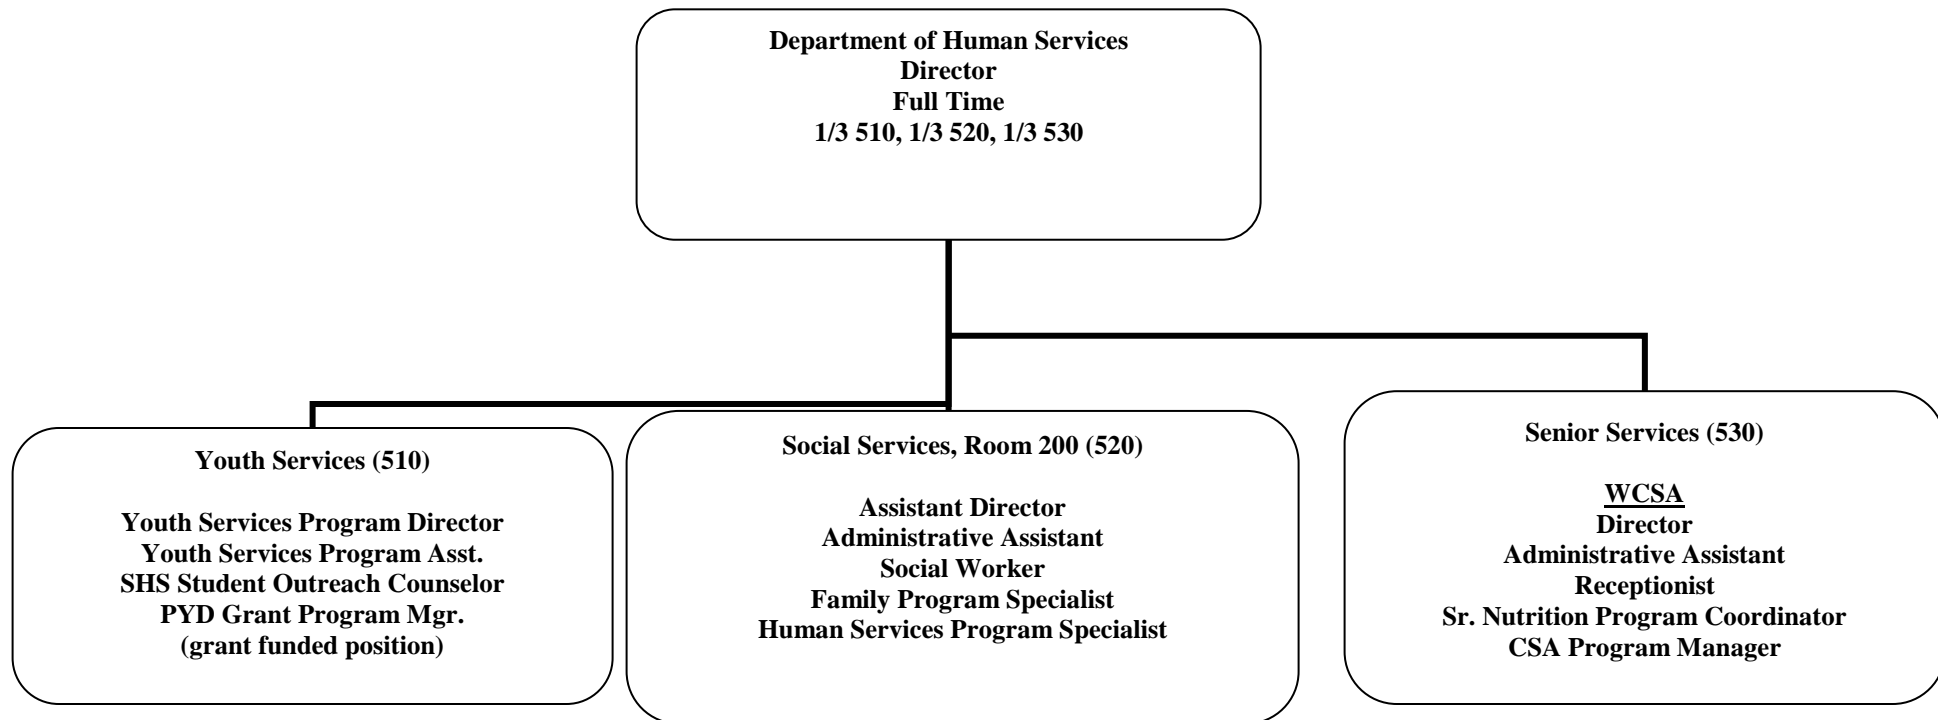 Department of Human Services
Director
Full Time
1/3 510, 1/3 520, 1/3 530
Youth Services (510)
Youth Services Program Director
Youth Services Program Asst.
SHS Student Outreach Counselor
PYD Grant Program Mgr.
(grant funded position)
Social Services, Room 200 (520)
Assistant Director
Administrative Assistant
Social Worker
Family Program Specialist
Human Services Program Specialist
Senior Services (530)
WCSA
Director
Administrative Assistant
Receptionist
Sr. Nutrition Program Coordinator
CSA Program Manager